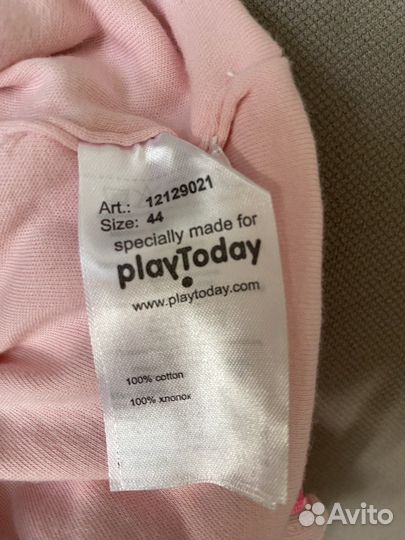 Art.: 12129021
Size: 44
specially made for
playToday
www.playtoday.com
100% cotton
100% хлопок
Avito